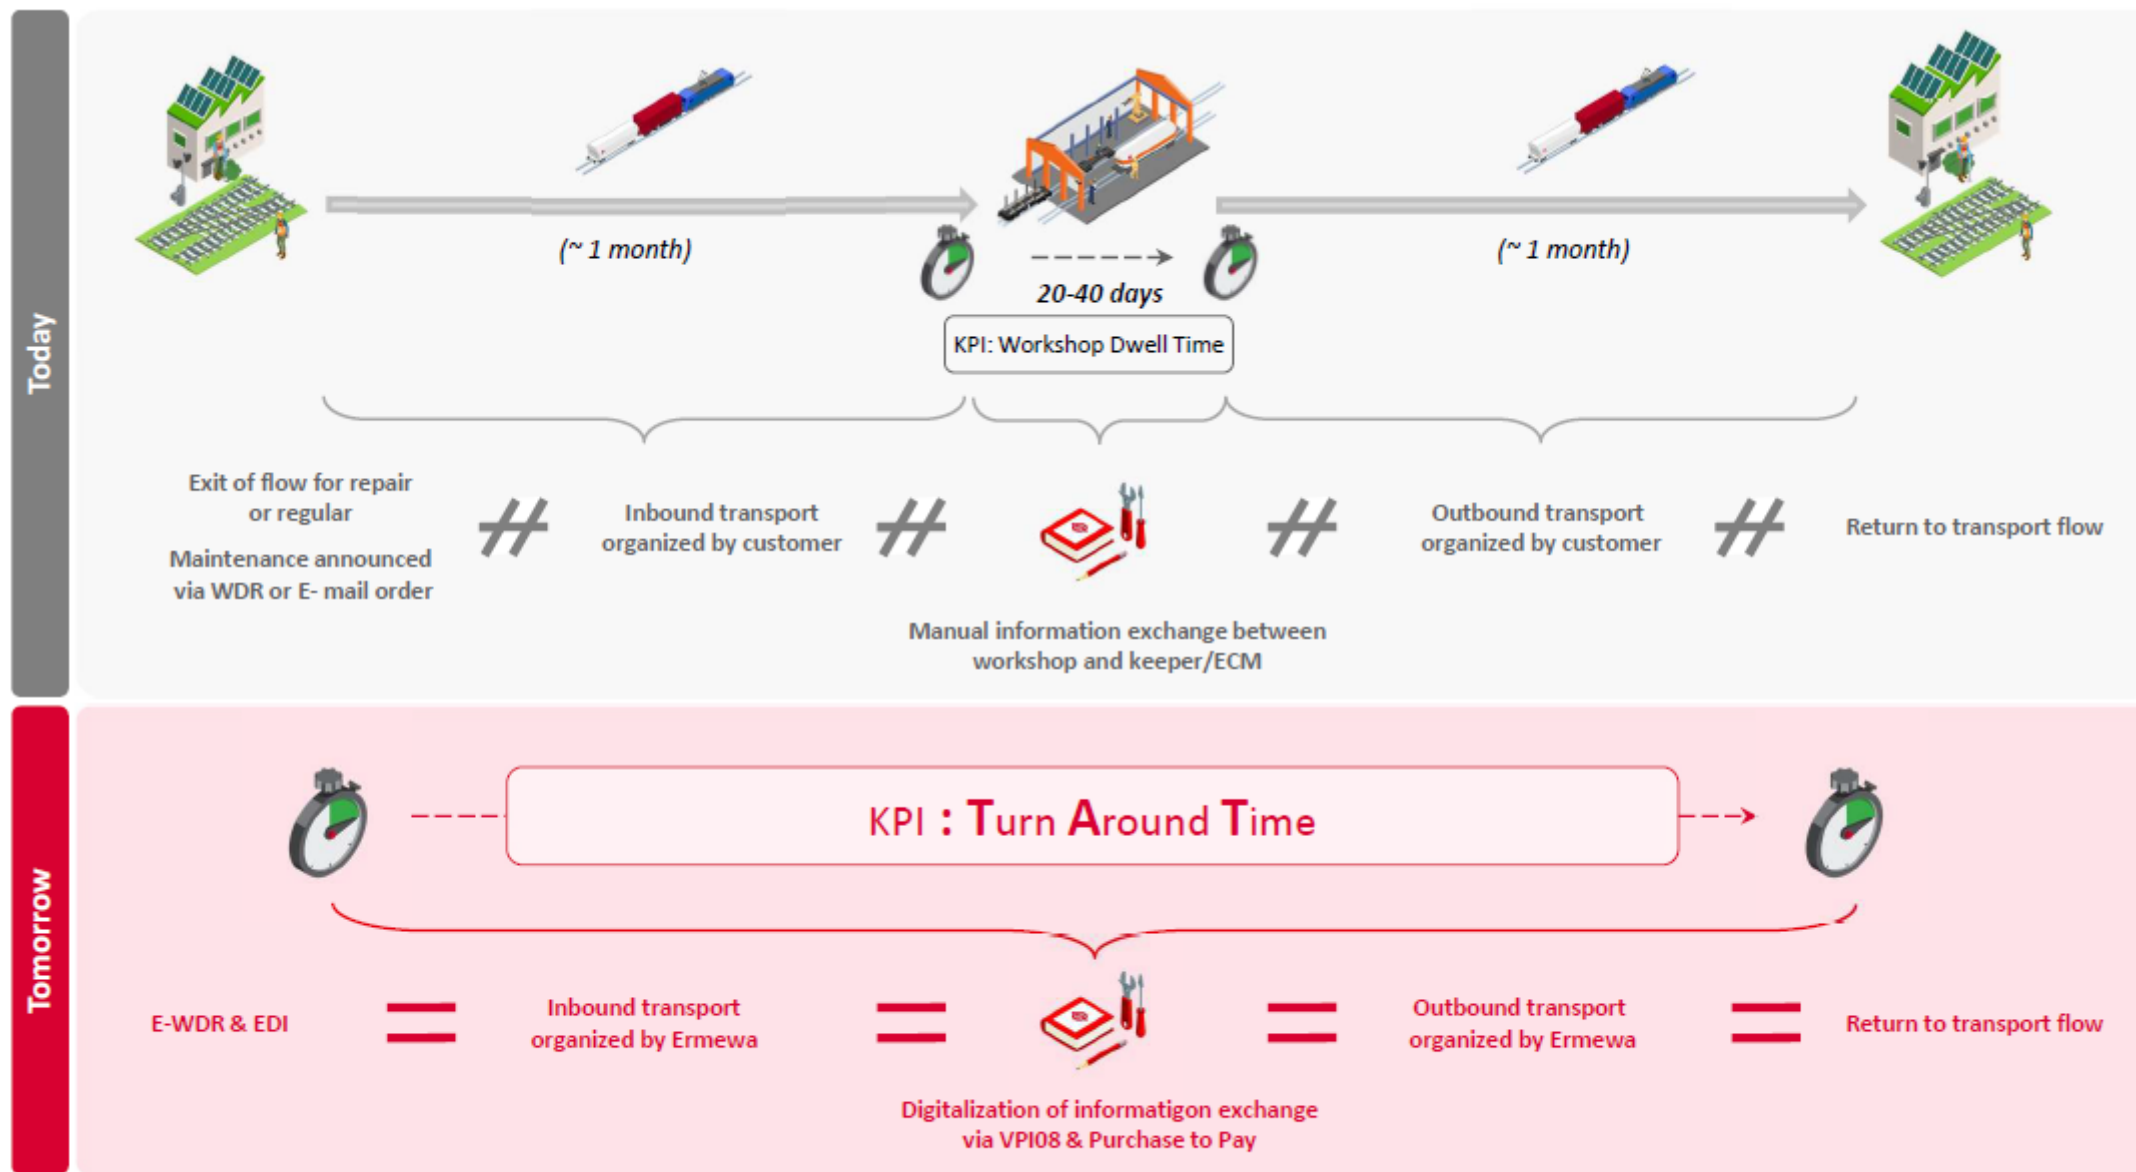 Today
(~ 1 month)
20-40 days
(~ 1 month)
KPI: Workshop Dwell Time
Exit of flow for repair
or regular
Maintenance announced
via WDR or E- mail order
Inbound transport
organized by customer
Manual information exchange between
workshop and keeper/ECM
Outbound transport
organized by customer
Return to transport flow
Tomorrow
KPI : Turn Around Time
E-WDR & EDI
Inbound transport
organized by Ermewa
Digitalization of informatigon exchange
via VPI08 & Purchase to Pay
Outbound transport
organized by Ermewa
Return to transport flow